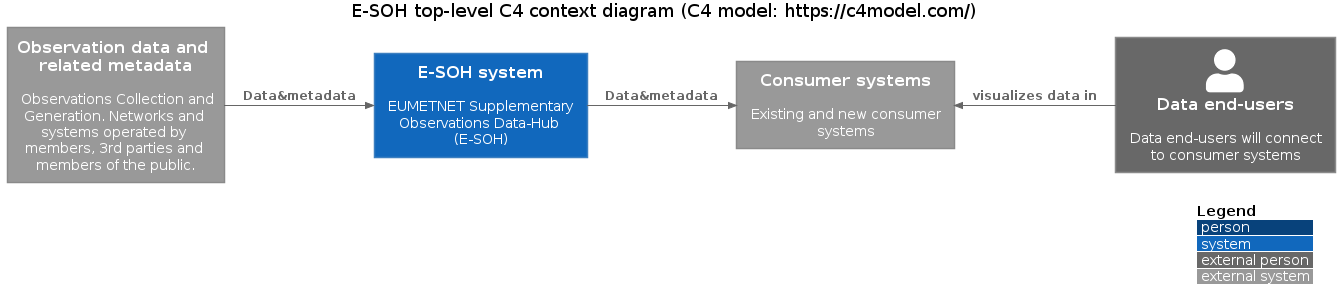 E-SOH top-level C4 context diagram (C4 model: https://c4model.com/)
Observation data and
related metadata
Observations Collection and
Generation. Networks and
systems operated by
members, 3rd parties and
members of the public.
Data&metadata
E-SOH system
EUMETNET Supplementary
Observations Data-Hub
(E-SOH)
Data&metadata
Consumer systems
Existing and new consumer
systems
visualizes data in
Data end-users
Data end-users will connect
to consumer systems
Legend
person
system
external person
external system